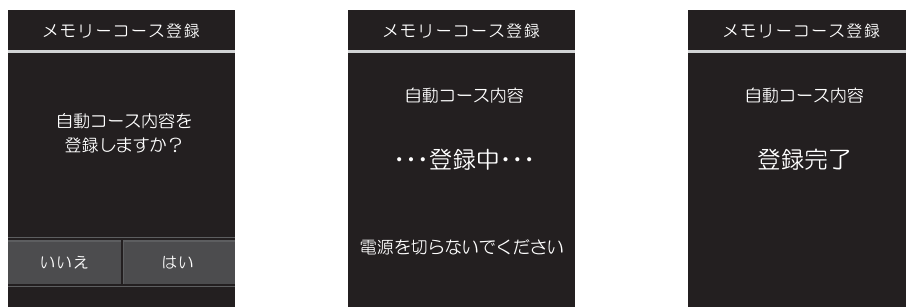 メモリーコース登録
自動コース内容を
登録しますか？
いいえ
はい
メモリーコース登録
自動コース内容
・・・登録中・・・
電源を切らないでください
メモリーコース登録
自動コース内容
登録完了